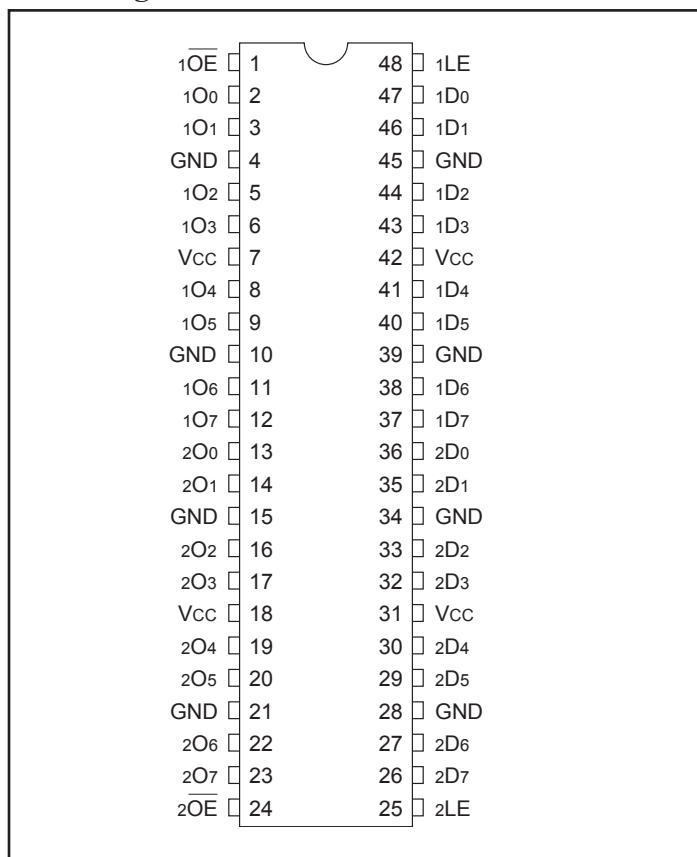 1OE 1 48 1LE
1O0 2 47 1D0
1O1 3 46 1D1
GND 4 45 GND
1O2 5 44 1D2
1O3 6 43 1D3
VCC 7 42 VCC
1O4 8 41 1D4
1O5 9 40 1D5
GND 10 39 GND
1O6 11 38 1D6
1O7 12 37 1D7
2O0 13 36 2D0
2O1 14 35 2D1
GND 15 34 GND
2O2 16 33 2D2
2O3 17 32 2D3
VCC 18 31 VCC
2O4 19 30 2D4
2O5 20 29 2D5
GND 21 28 GND
2O6 22 27 2D6
2O7 23 26 2D7
2OE 24 25 2LE